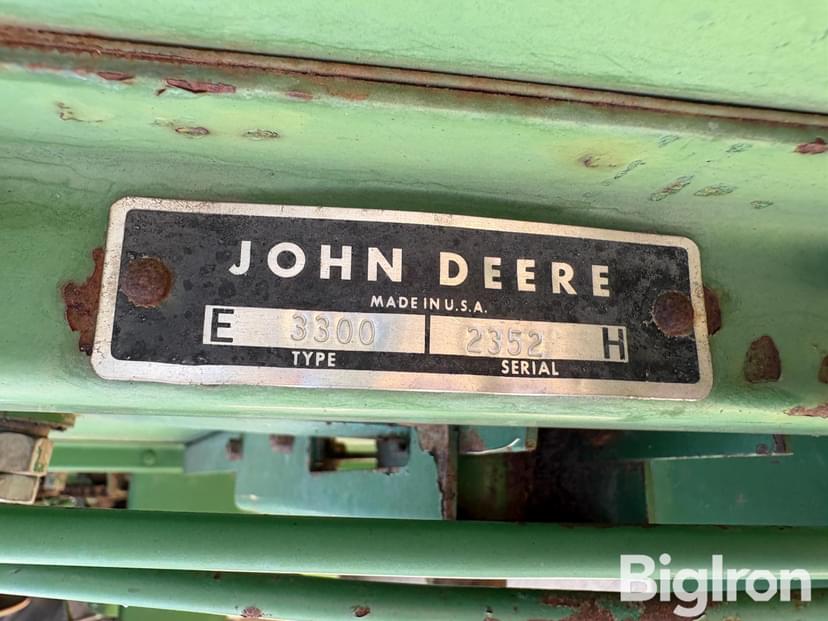 JOHN DEERE
MADE IN U.S.A.
E 3300 2352 H
TYPE SERIAL
BigIron